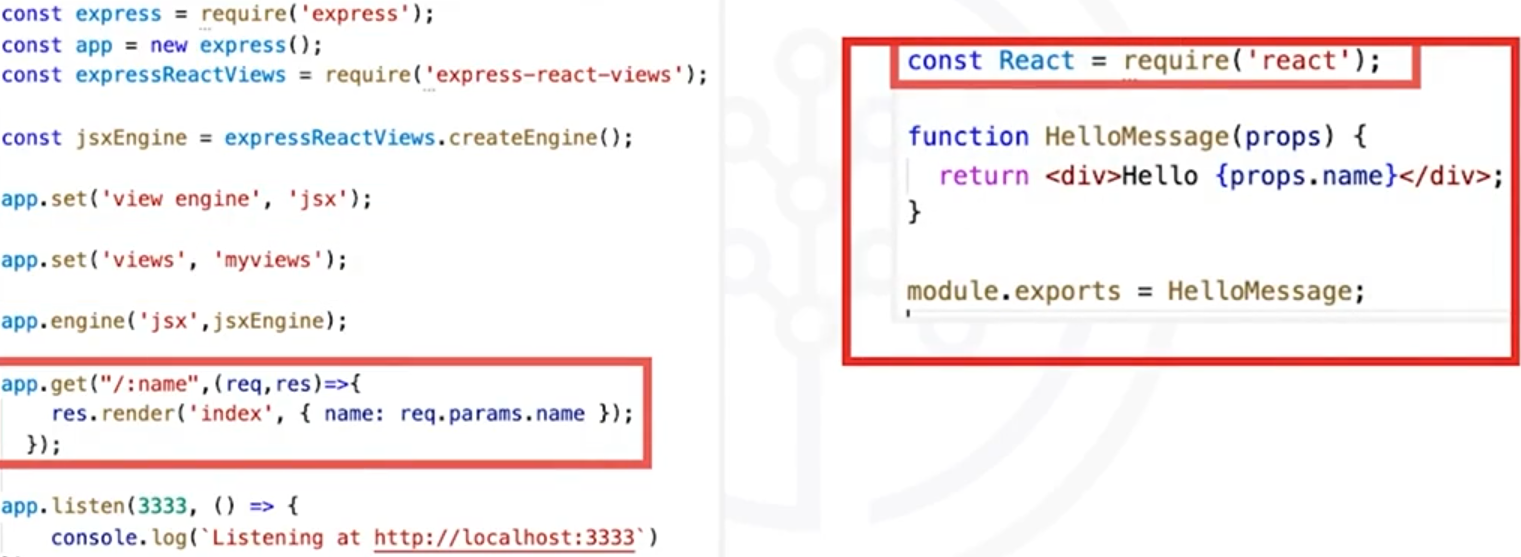 const express = require('express');
const app = new express();
const expressReactViews = require('express-react-views');
const jsxEngine = expressReactViews.createEngine();
app.set('view engine', 'jsx');
app.set('views', 'myviews');
app.engine('jsx',jsxEngine);
app.get("/:name",(req,res)=>{
    res.render('index', { name: req.params.name });
  });
app.listen(3333, () => {
    console.log(`Listening at http://localhost:3333`)
const React = require('react');
function HelloMessage(props) {
  return <div>Hello {props.name}</div>;
}
module.exports = HelloMessage;